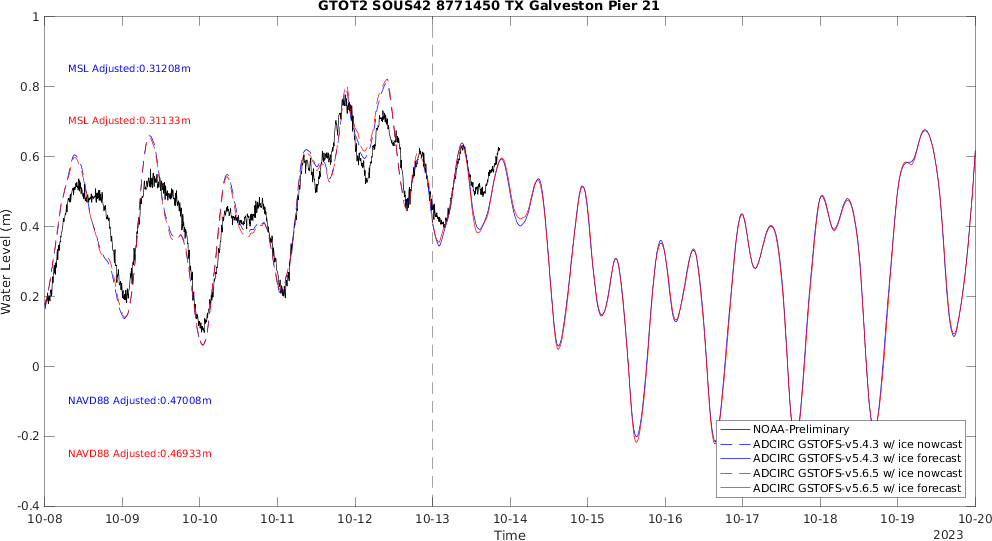 GTOT2 SOUS42 8771450 TX Galveston Pier 21
1
0.8
0.6
0.4
0.2
0
-0.2
-0.4
Water Level (m)
MSL Adjusted:0.31208m
MSL Adjusted:0.31133m
NAVD88 Adjusted:0.47008m
NAVD88 Adjusted:0.46933m
NOAA-Preliminary
ADCIRC GSTOFS-v5.4.3 w/ ice nowcast
ADCIRC GSTOFS-v5.4.3 w/ ice forecast
ADCIRC GSTOFS-v5.6.5 w/ ice nowcast
ADCIRC GSTOFS-v5.6.5 w/ ice forecast
10-08 10-09 10-10 10-11 10-12 10-13 10-14 10-15 10-16 10-17 10-18 10-19 10-20
Time
2023